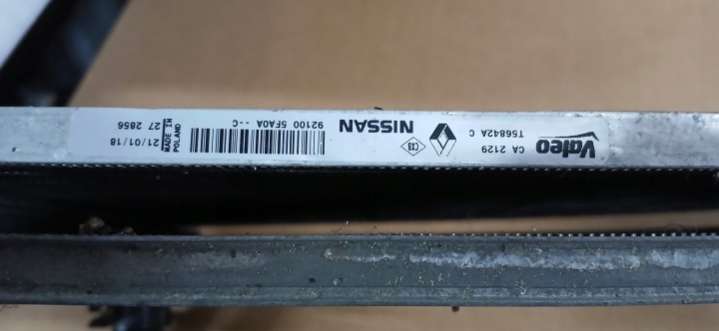 Valeo
CA 2129
T56842A C
NISSAN
92100 5FA0A --C
MADE IN
POLAND
21/01/18
27 2856